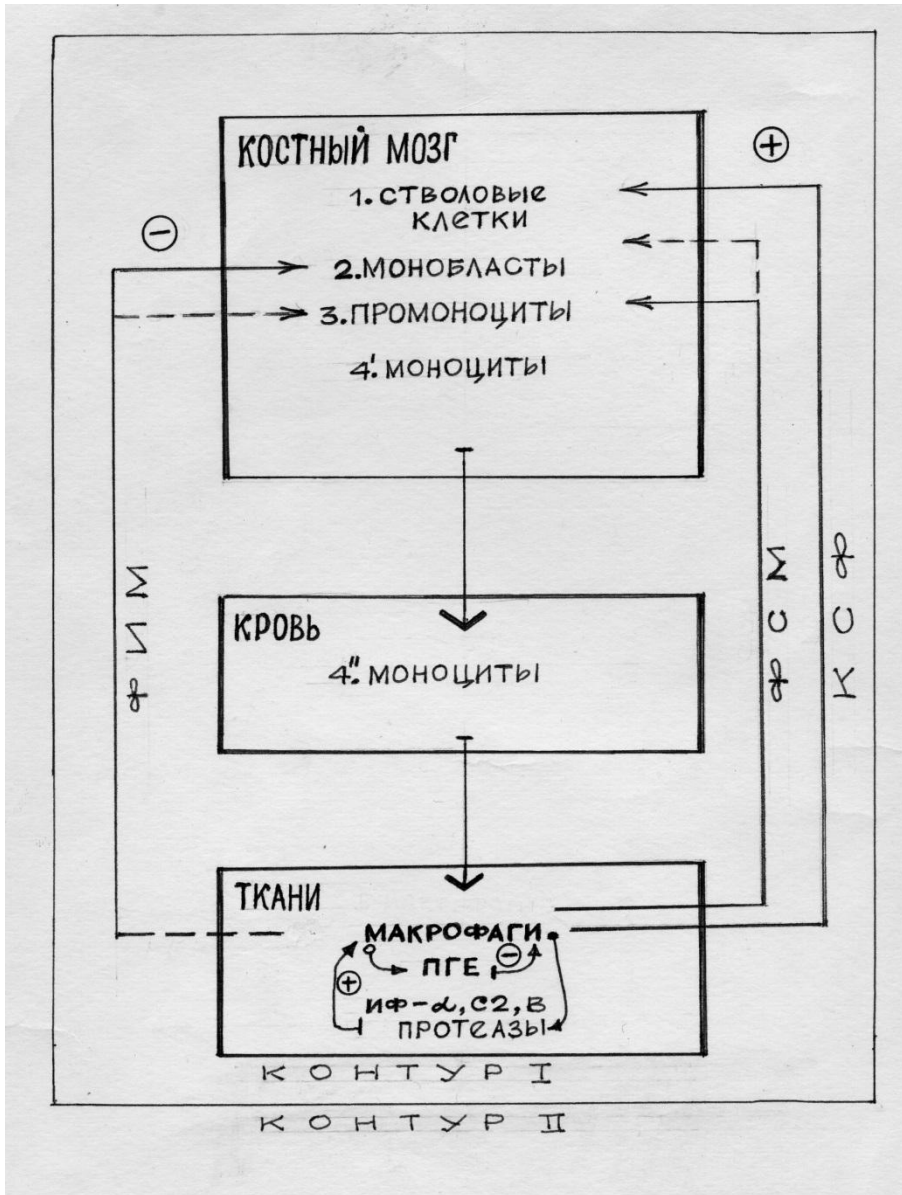 КОСТНЫЙ МОЗГ
+
1. СТВОЛОВЫЕ
КЛЕТКИ
−
2. МОНОБЛАСТЫ
3. ПРОМОНОЦИТЫ
4'. МОНОЦИТЫ
ФИМ
ФСМ
КСФ
КРОВЬ
4". МОНОЦИТЫ
ТКАНИ
МАКРОФАГИ
ПГЕ −
+
ИФ-α, С2, В
ПРОТЕАЗЫ
КОНТУР I
КОНТУР II